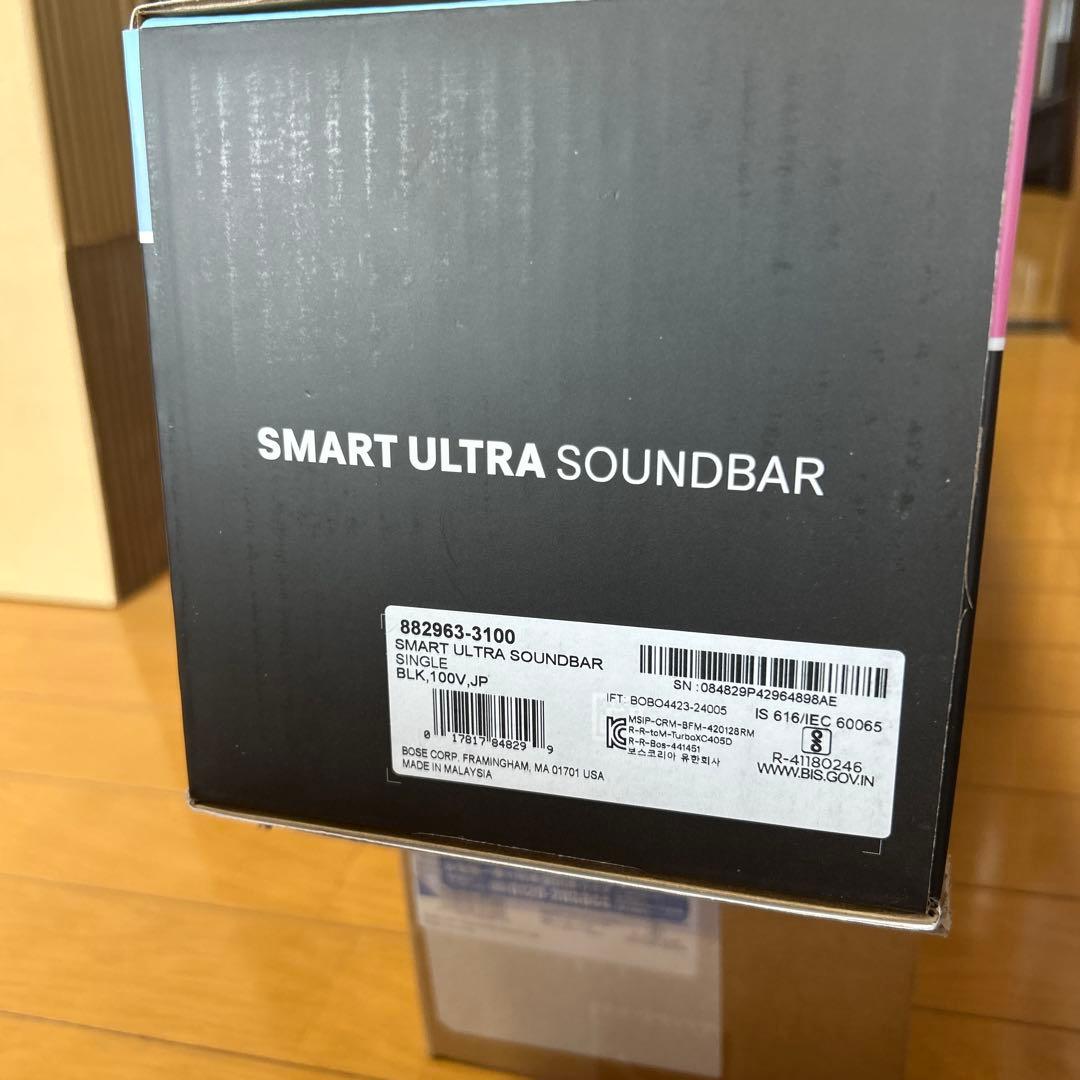 SMART ULTRA SOUNDBAR
882963-3100
SMART ULTRA SOUNDBAR
SINGLE
BLK,100V,JP
0 17817 84829 9
BOSE CORP. FRAMINGHAM, MA 01701 USA
MADE IN MALAYSIA
SN :084829P42964898AE
IFT: BOBO4423-24005
IS 616/IEC 60065
MSIP-CRM-BFM-420128RM
R-R-toM-TurboXC405D
R-R-Bos-441451
보스코리아 유한회사
R-41180246
WWW.BIS.GOV.IN